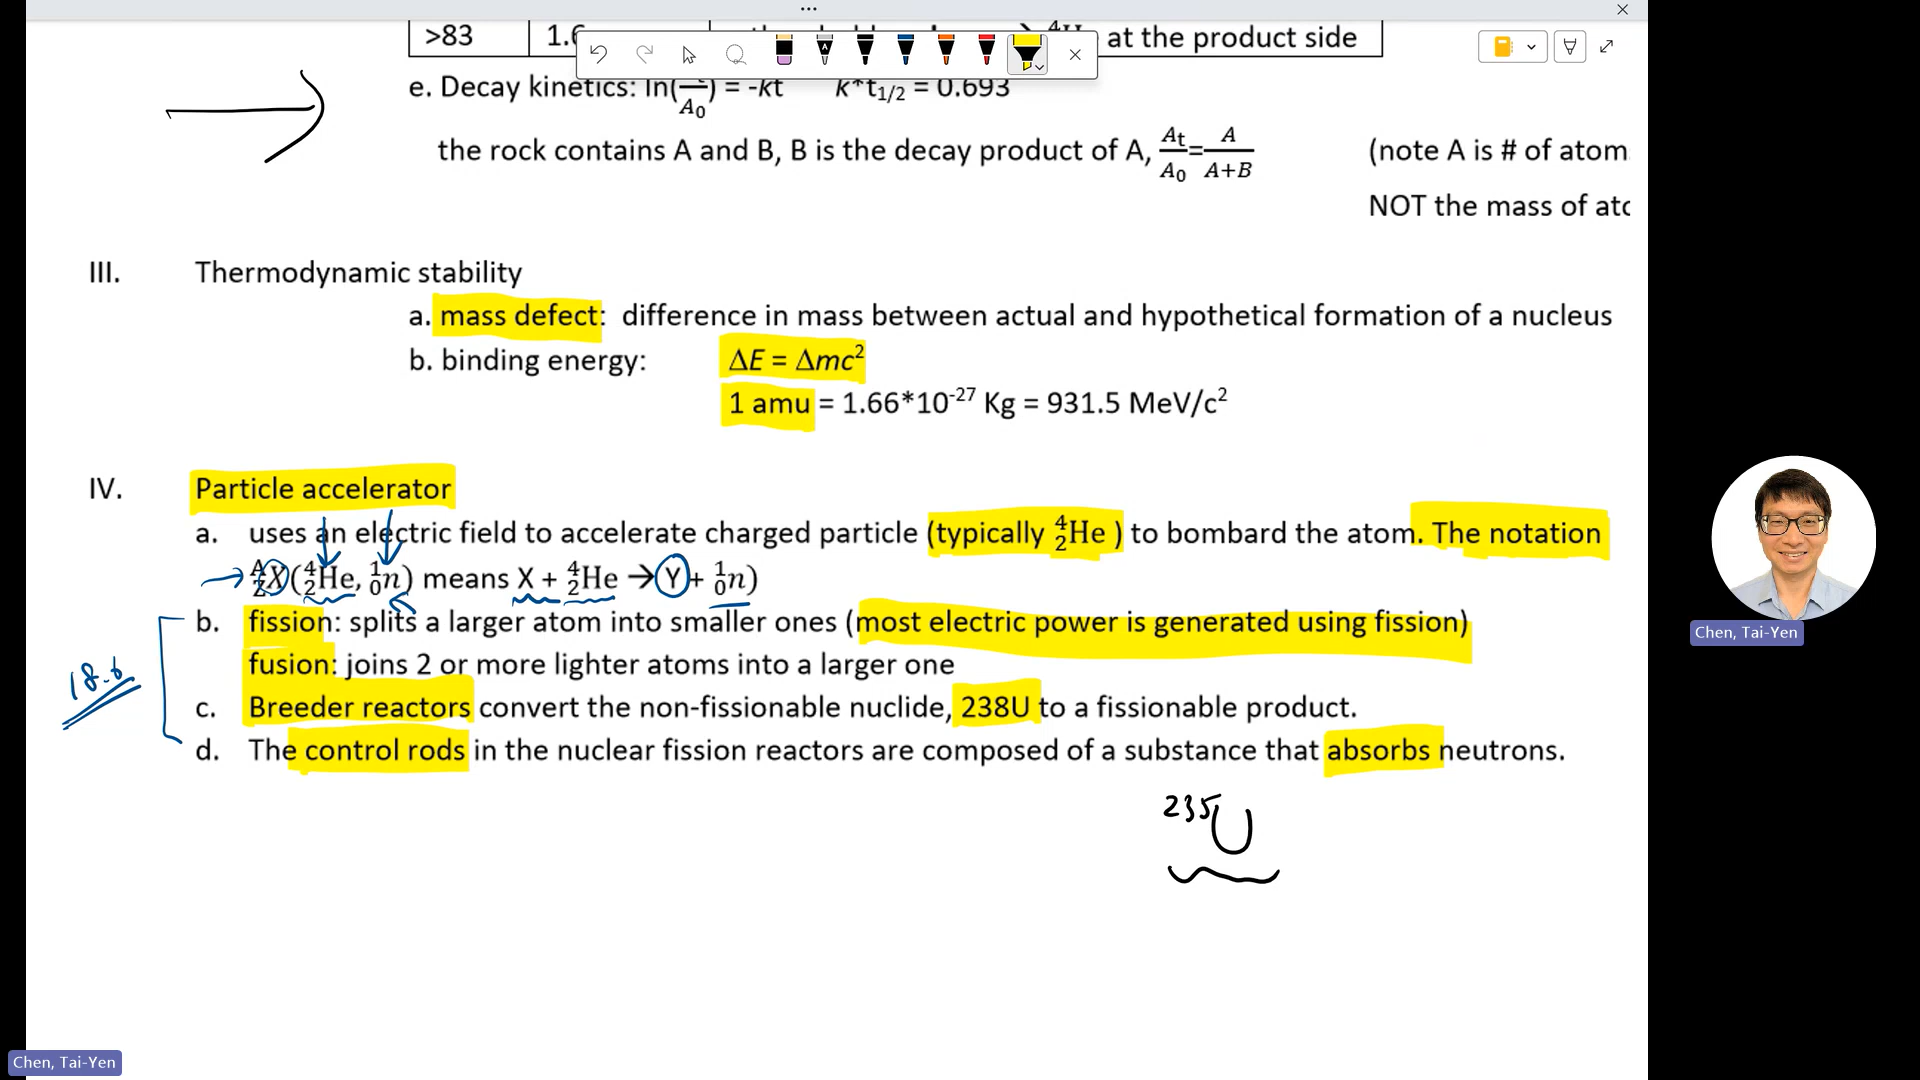 >83 1.6 at the product side
e. Decay kinetics: ln(/A₀) = -kt k*t₁/₂ = 0.693
the rock contains A and B, B is the decay product of A, At/A₀=A/A+B (note A is # of atom
NOT the mass of ato
III. Thermodynamic stability
a. mass defect: difference in mass between actual and hypothetical formation of a nucleus
b. binding energy: ΔE = Δmc²
1 amu = 1.66*10⁻²⁷ Kg = 931.5 MeV/c²
IV. Particle accelerator
a. uses an electric field to accelerate charged particle (typically ⁴₂He ) to bombard the atom. The notation
ᴬ_ZX(⁴₂He, ¹₀n) means X + ⁴₂He → Y + ¹₀n)
b. fission: splits a larger atom into smaller ones (most electric power is generated using fission)
fusion: joins 2 or more lighter atoms into a larger one
18.6
c. Breeder reactors convert the non-fissionable nuclide, 238U to a fissionable product.
d. The control rods in the nuclear fission reactors are composed of a substance that absorbs neutrons.
²³⁵U
Chen, Tai-Yen
Chen, Tai-Yen